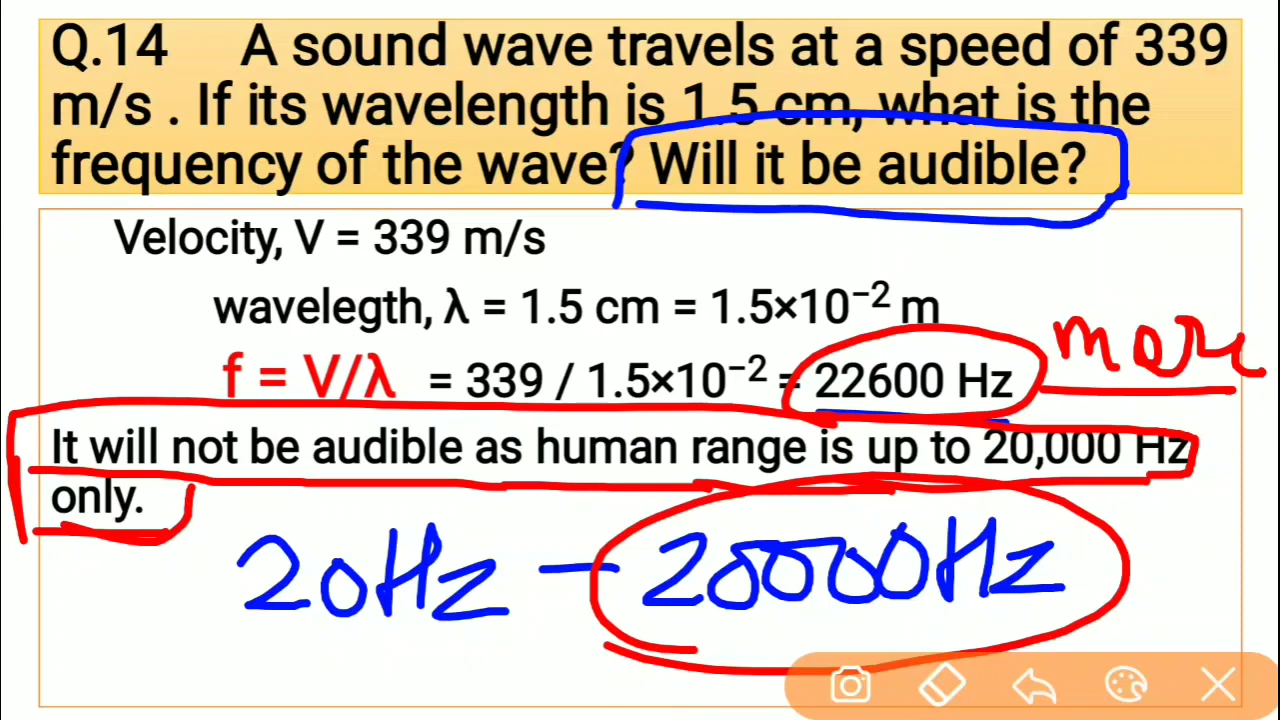 Q.14 A sound wave travels at a speed of 339
m/s . If its wavelength is 1.5 cm, what is the
frequency of the wave? Will it be audible?
Velocity, V = 339 m/s
wavelegth, λ = 1.5 cm = 1.5×10⁻² m
f = V/λ = 339 / 1.5×10⁻² = 22600 Hz more
It will not be audible as human range is up to 20,000 Hz
only.
20Hz - 20000Hz